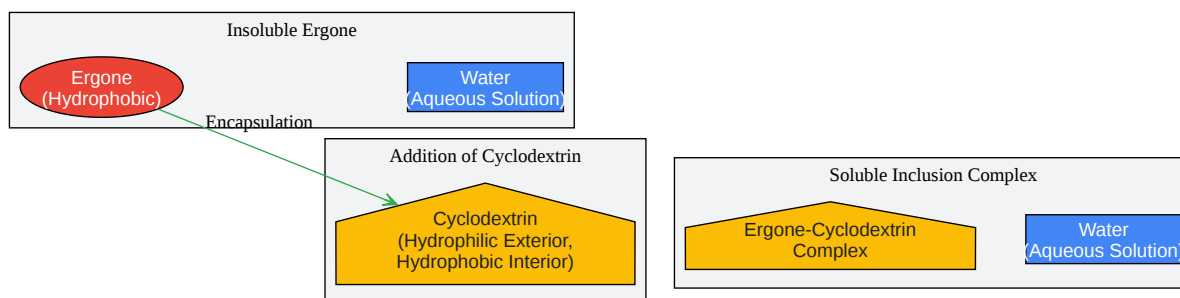 Insoluble Ergone
Ergone
(Hydrophobic)
Water
(Aqueous Solution)
Encapsulation
Addition of Cyclodextrin
Cyclodextrin
(Hydrophilic Exterior,
Hydrophobic Interior)
Soluble Inclusion Complex
Ergone-Cyclodextrin
Complex
Water
(Aqueous Solution)